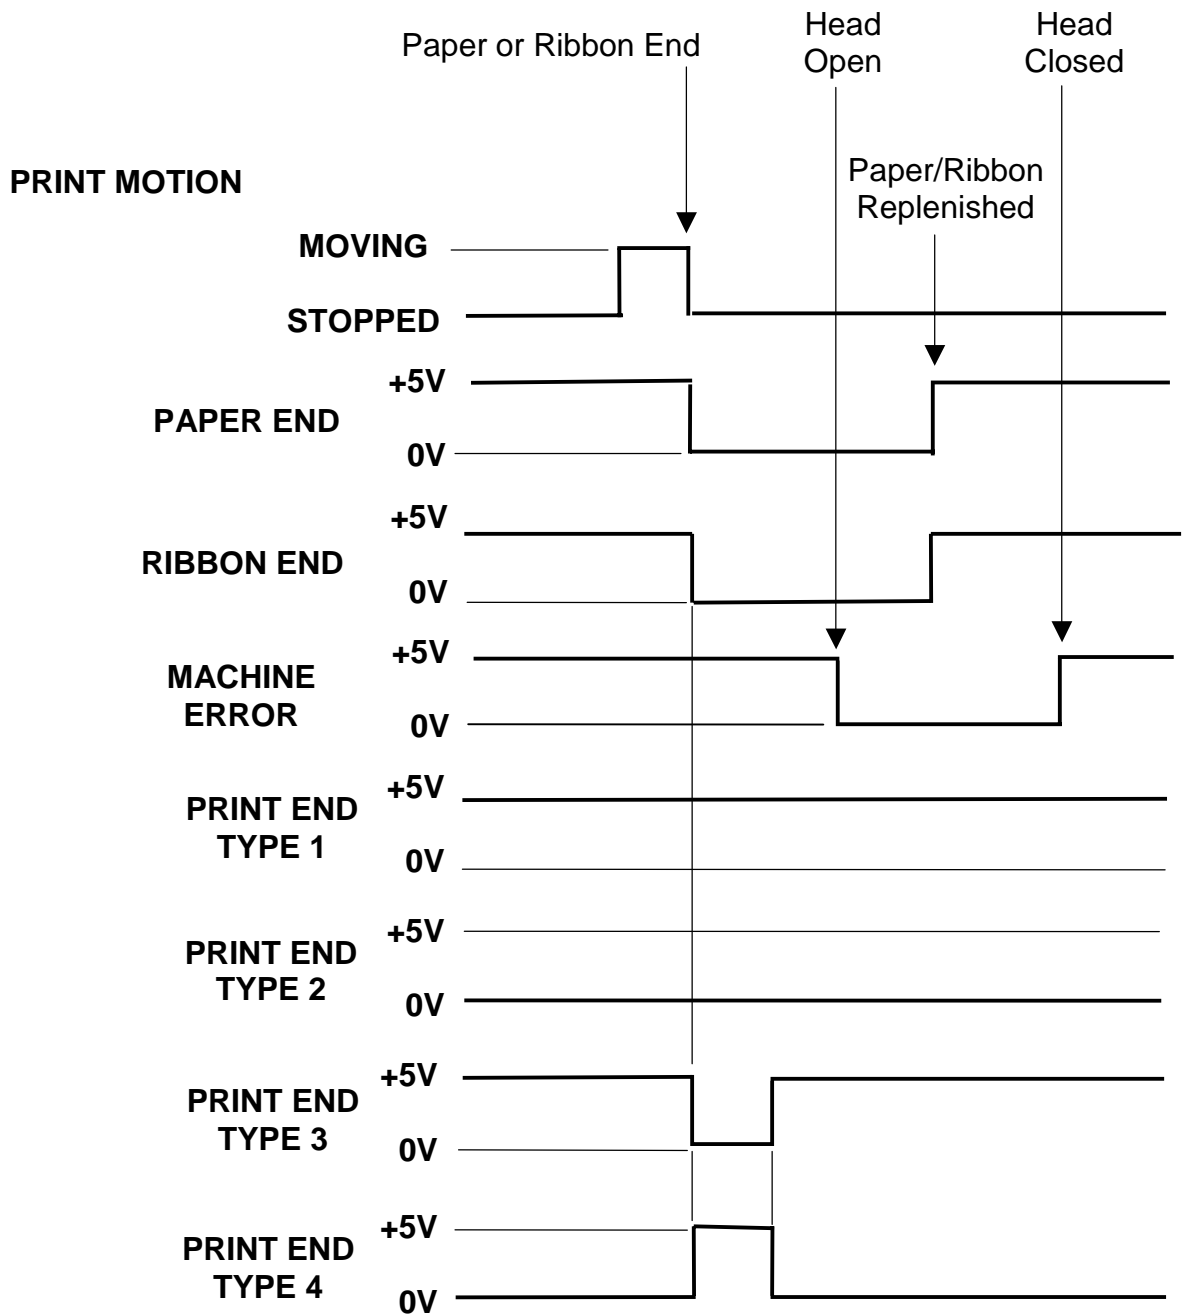 Paper or Ribbon End
Head
Open
Head
Closed
PRINT MOTION
Paper/Ribbon
Replenished
MOVING
STOPPED
+5V
PAPER END
0V
+5V
RIBBON END
0V
+5V
MACHINE
ERROR
0V
+5V
PRINT END
TYPE 1
0V
+5V
PRINT END
TYPE 2
0V
+5V
PRINT END
TYPE 3
0V
+5V
PRINT END
TYPE 4
0V